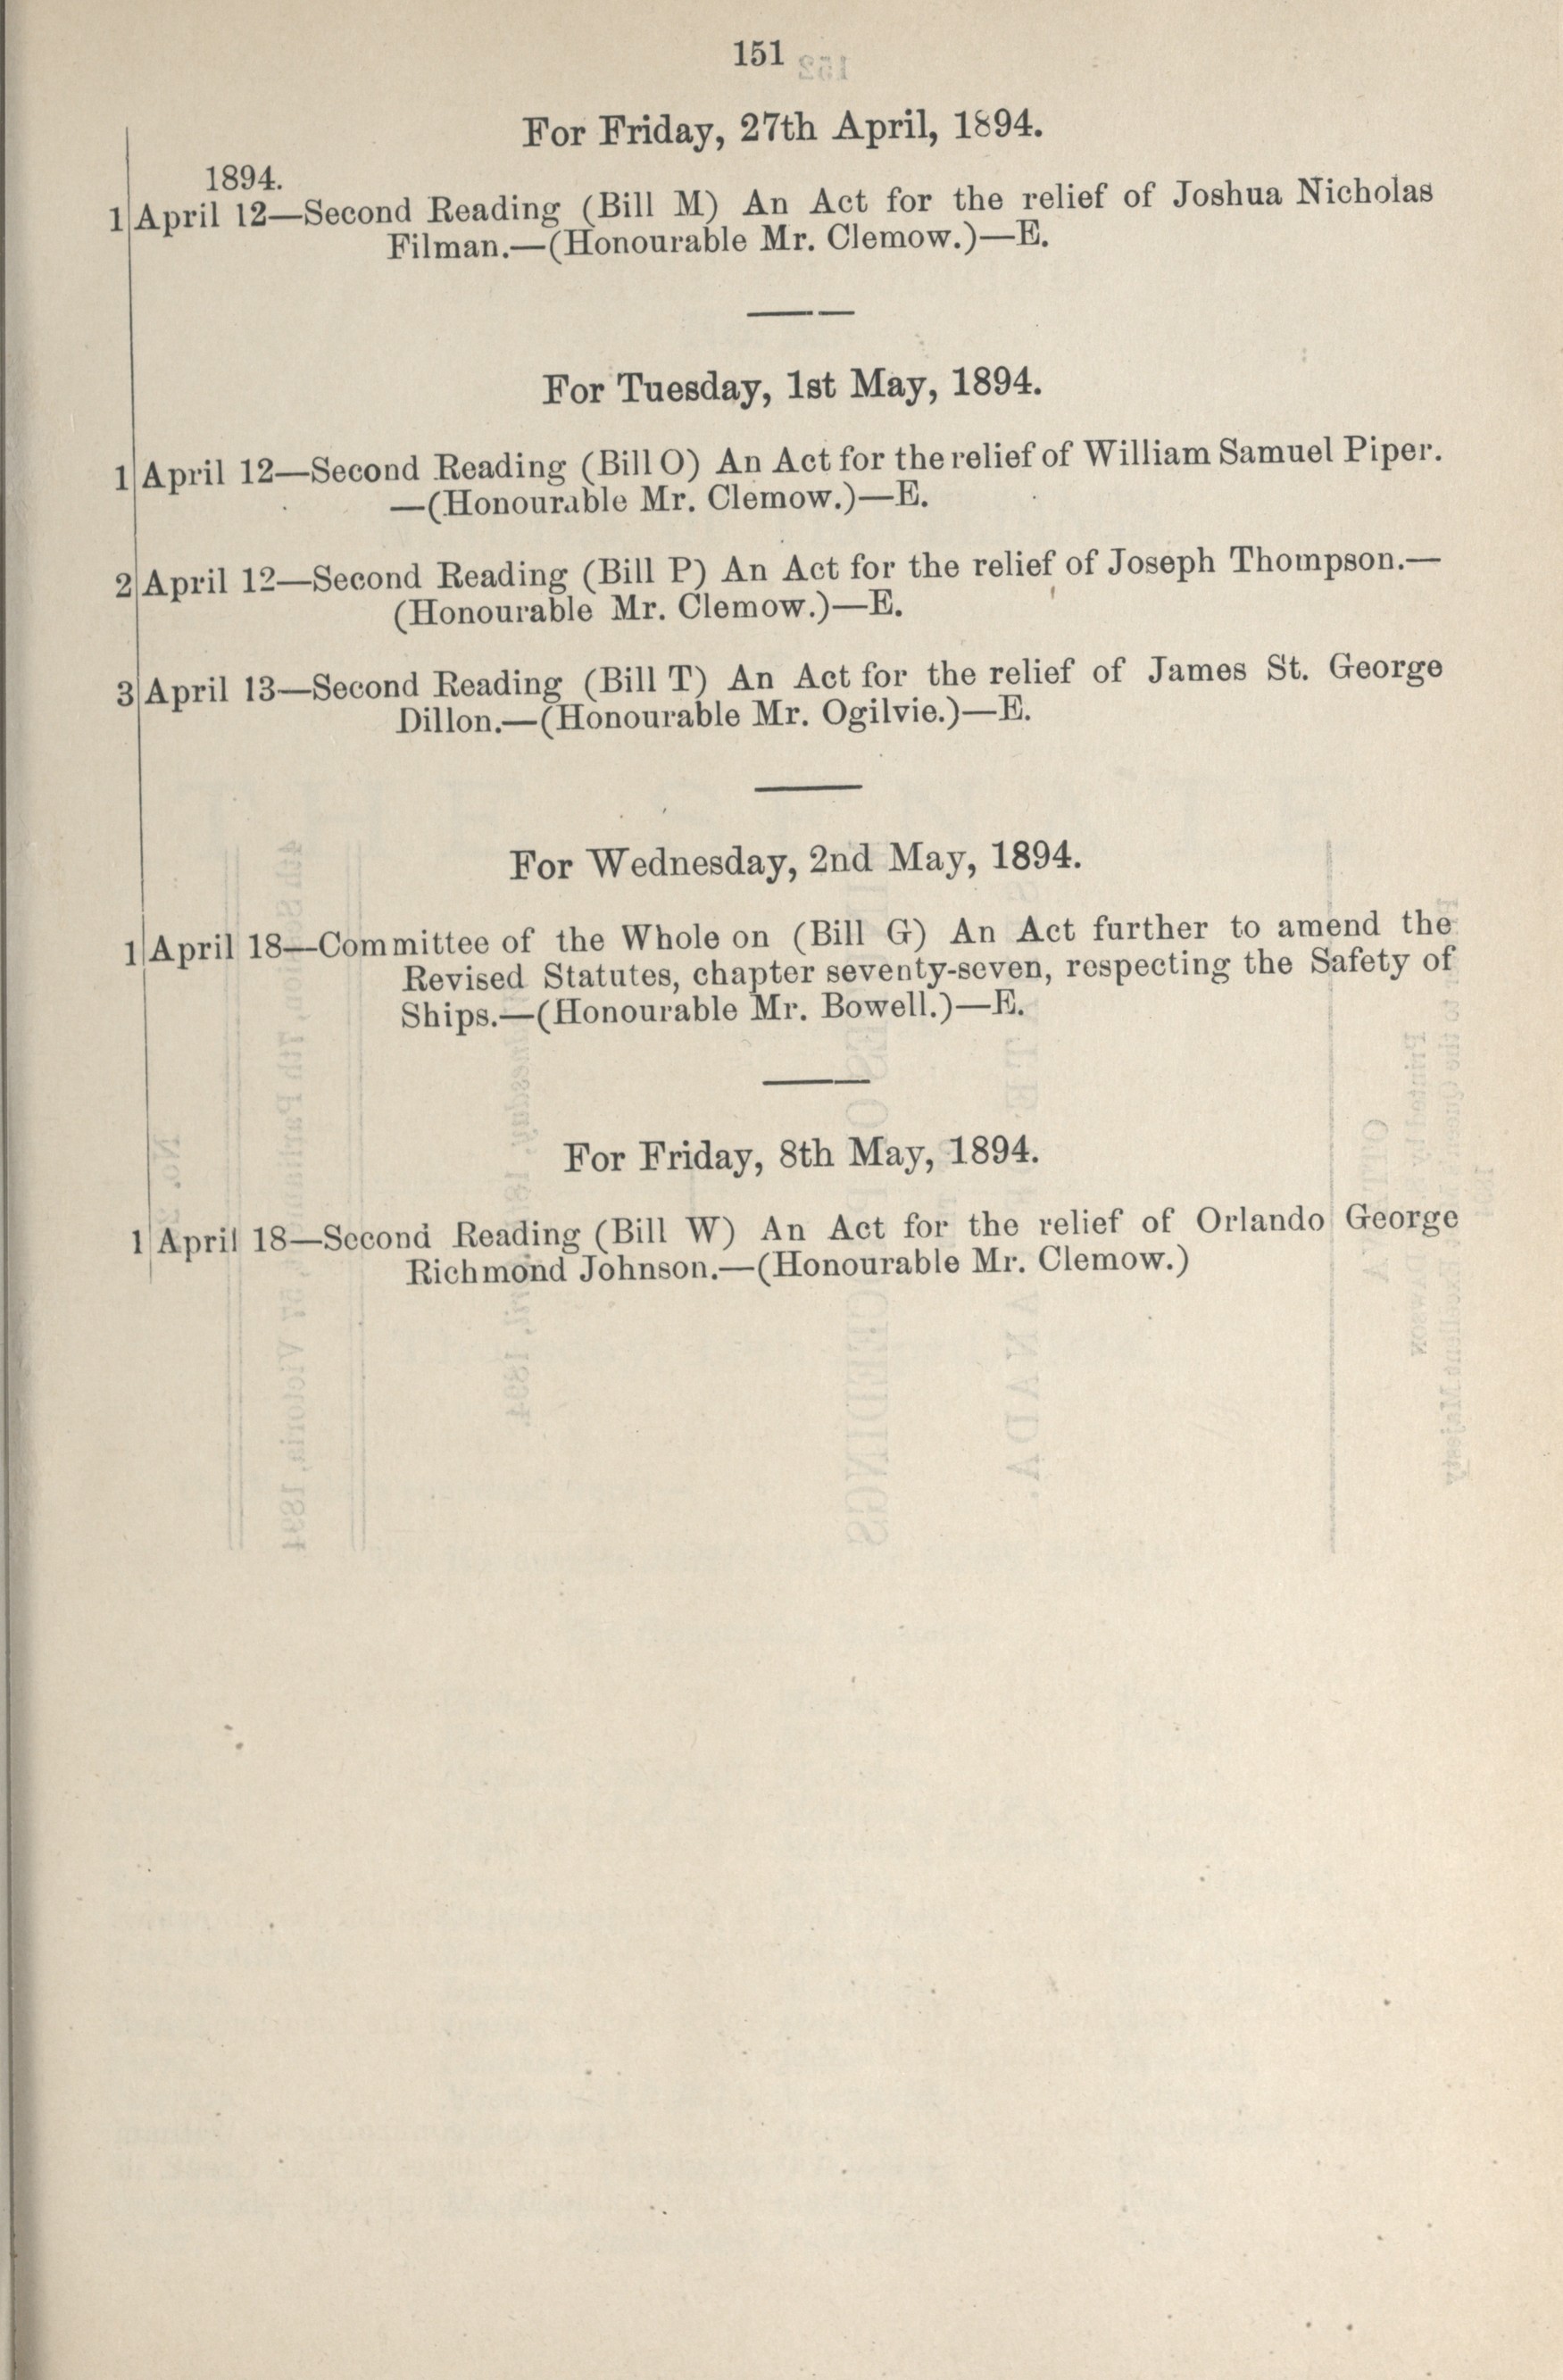 151
For Friday, 27th April, 1894.
1894.
1 April 12—Second Reading (Bill M) An Act for the relief of Joshua Nicholas
Filman.—(Honourable Mr. Clemow.)—E.
For Tuesday, 1st May, 1894.
1 April 12—Second Reading (Bill O) An Act for the relief of William Samuel Piper.
—(Honourable Mr. Clemow.)—E.
2 April 12—Second Reading (Bill P) An Act for the relief of Joseph Thompson.—
(Honourable Mr. Clemow.)—E.
3 April 13—Second Reading (Bill T) An Act for the relief of James St. George
Dillon.—(Honourable Mr. Ogilvie.)—E.
For Wednesday, 2nd May, 1894.
1 April 18—Committee of the Whole on (Bill G) An Act further to amend the
Revised Statutes, chapter seventy-seven, respecting the Safety of
Ships.—(Honourable Mr. Bowell.)—E.
For Friday, 8th May, 1894.
1 April 18—Second Reading (Bill W) An Act for the relief of Orlando George
Richmond Johnson.—(Honourable Mr. Clemow.)